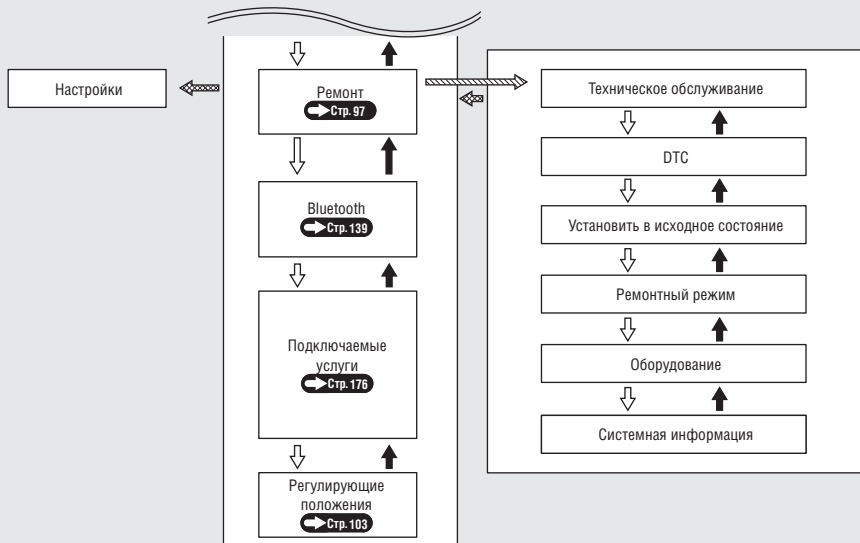 Настройки
Ремонт
Стр. 97
Bluetooth
Стр. 139
Подключаемые
услуги
Стр. 176
Регулирующие
положения
Стр. 103
Техническое обслуживание
DTC
Установить в исходное состояние
Ремонтный режим
Оборудование
Системная информация